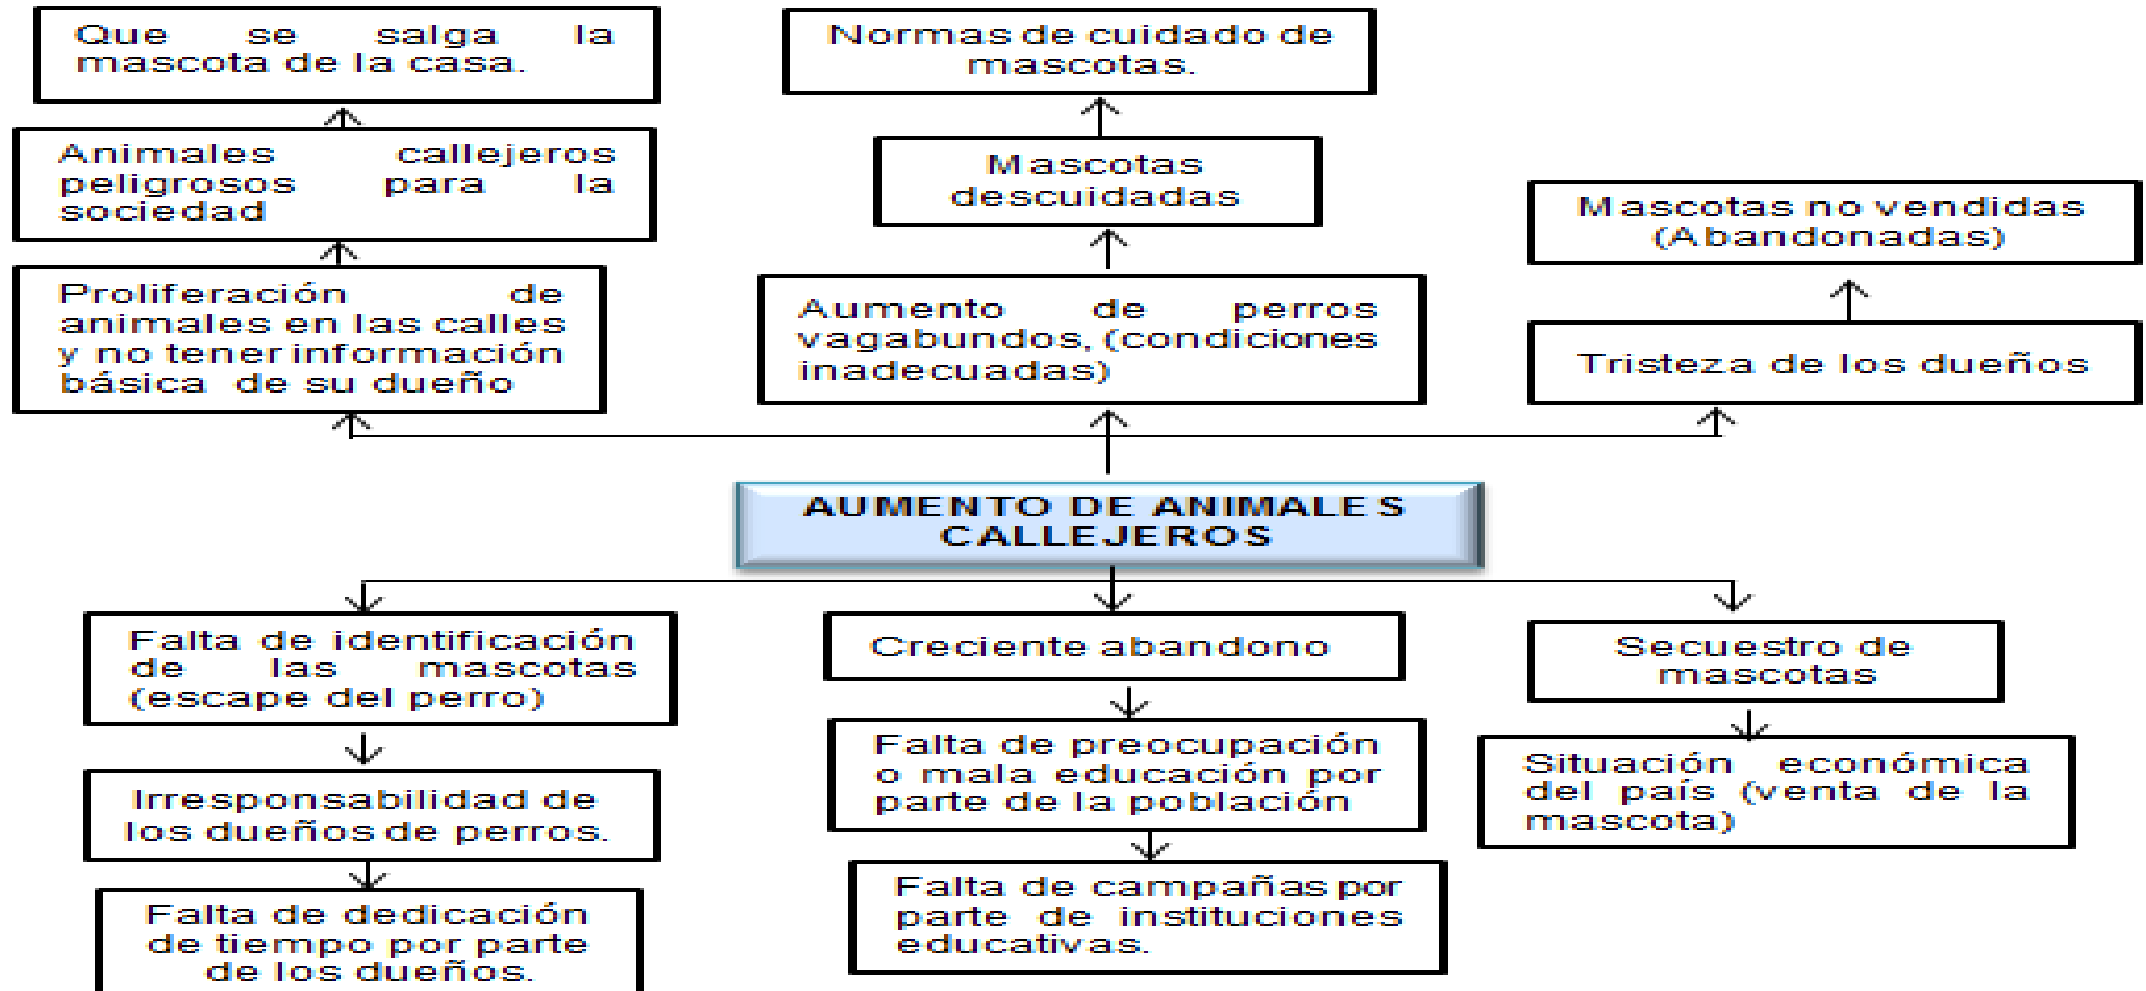 Que se salga la
mascota de la casa.
Normas de cuidado de
mascotas.
Animales callejeros
peligrosos para la
sociedad
Mascotas
descuidadas
Mascotas no vendidas
(Abandonadas)
Proliferación de
animales en las calles
y no tener información
básica de su dueño
Aumento de perros
vagabundos, (condiciones
inadecuadas)
Tristeza de los dueños
AUMENTO DE ANIMALES
CALLEJEROS
Falta de identificación
de las mascotas
(escape del perro)
Creciente abandono
Secuestro de
mascotas
Irresponsabilidad de
los dueños de perros.
Falta de preocupación
o mala educación por
parte de la población
Situación económica
del país (venta de la
mascota)
Falta de dedicación
de tiempo por parte
de los dueños.
Falta de campañas por
parte de instituciones
educativas.